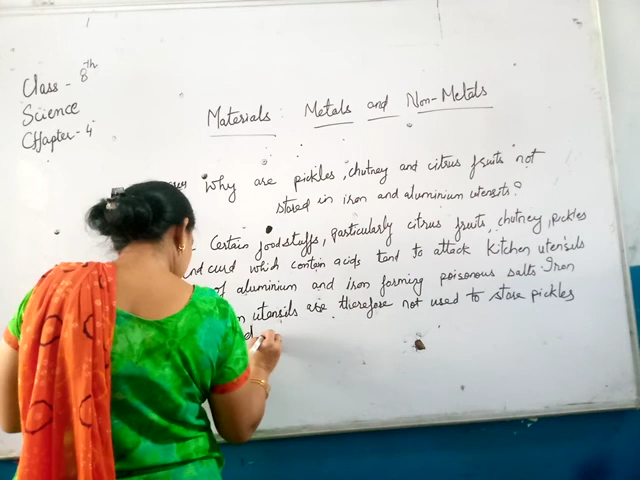 Class - 8th
Science
Chapter - 4
Materials : Metals and Non-Metals
Why are pickles, chutney and citrus fruits not
stored in iron and aluminium utensils?
Certain foodstuffs, particularly citrus fruits, chutney, pickles
and curd which contain acids tend to attack kitchen utensils
of aluminium and iron forming poisonous salts. Iron
utensils are therefore not used to store pickles